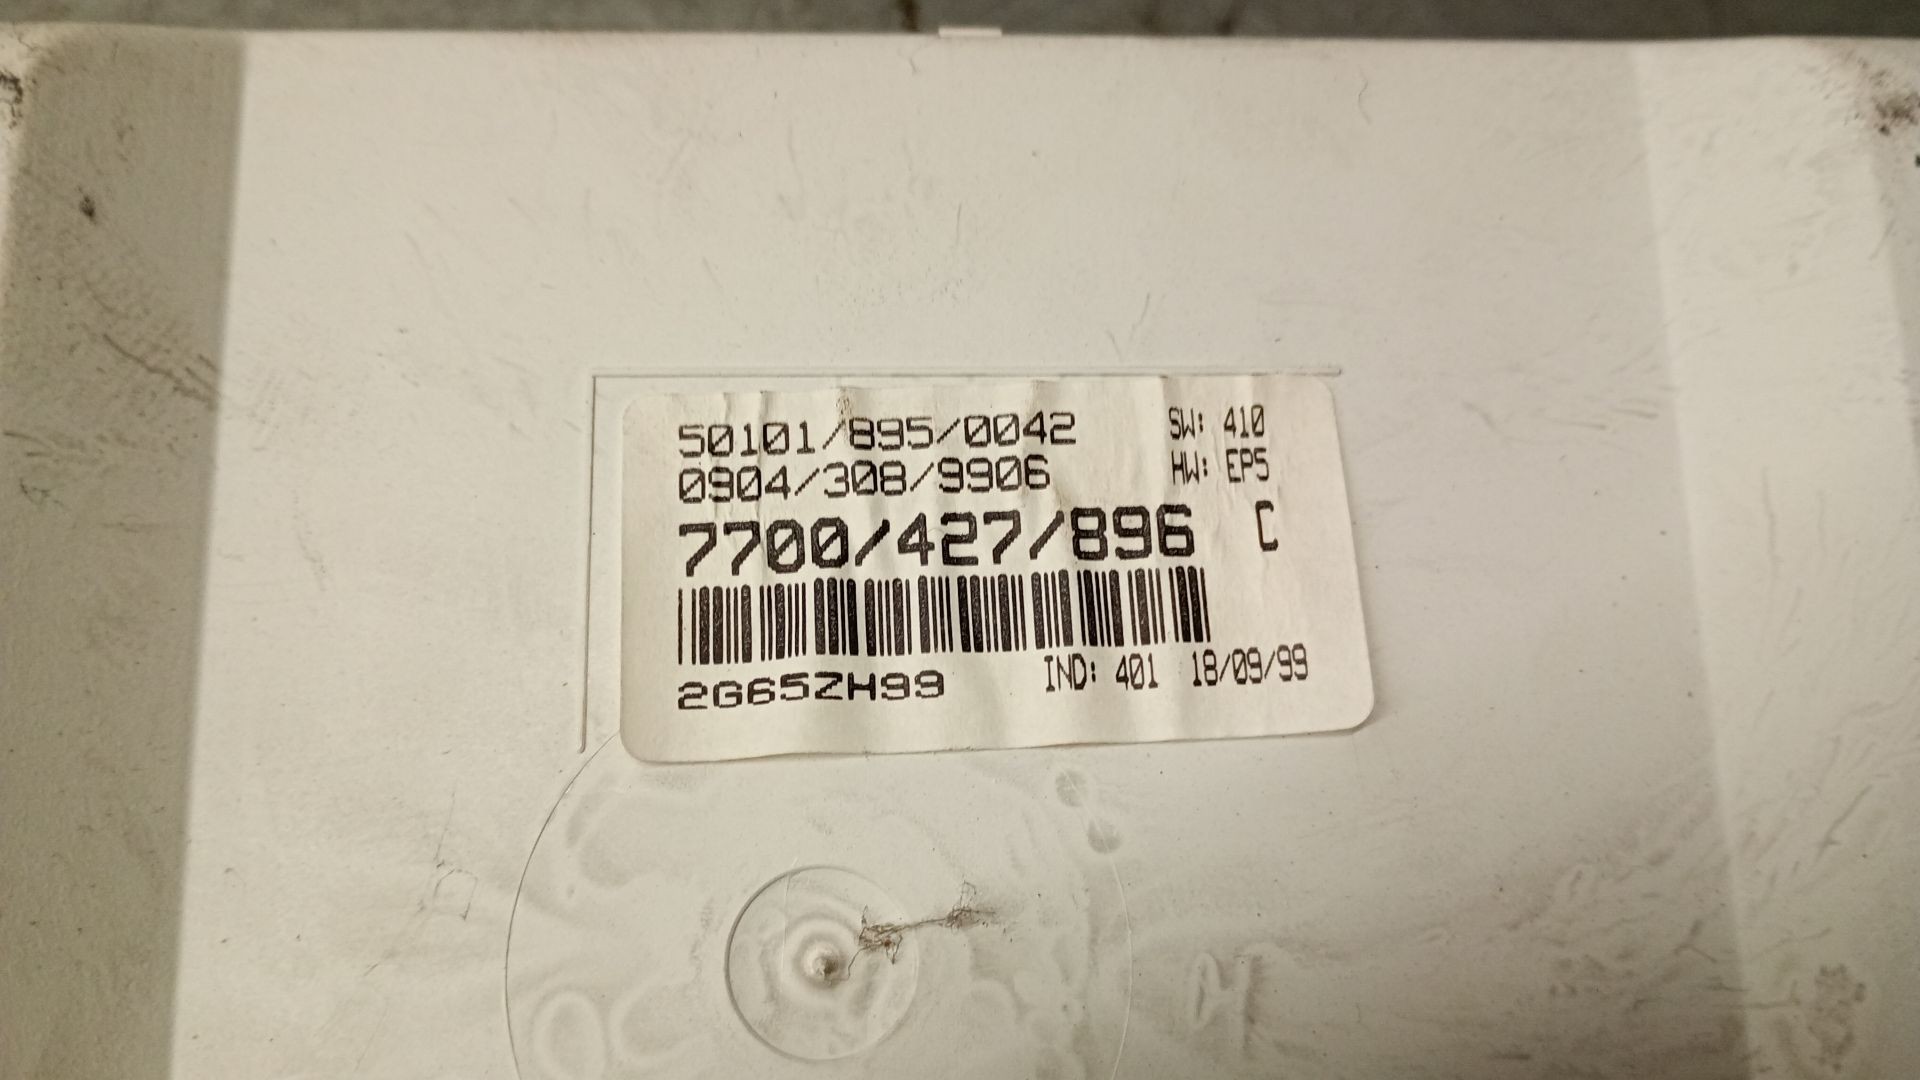 50101/895/0042 SW: 410
0904/308/9906 HW: EPS
7700/427/896 C
2G65ZH99 IND: 401 18/09/99